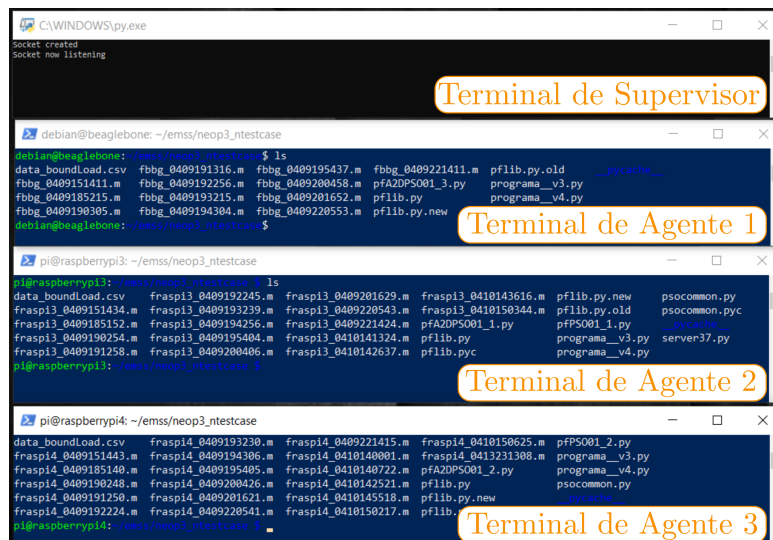 C:\WINDOWS\py.exe
Socket created
Socket now listening
Terminal de Supervisor
debian@beaglebone: ~/emss/neop3_ntestcase
debian@beaglebone:~/emss/neop3_ntestcase$ ls
data_boundLoad.csv fbbg_0409191316.m fbbg_0409195437.m fbbg_0409221411.m pflib.py.old __pycache__
fbbg_0409151411.m fbbg_0409192256.m fbbg_0409200458.m pfA2DPSO01_3.py programa__v3.py
fbbg_0409185215.m fbbg_0409193215.m fbbg_0409201652.m pflib.py programa__v4.py
fbbg_0409190305.m fbbg_0409194304.m fbbg_0409220553.m pflib.py.new
debian@beaglebone:~/emss/neop3_ntestcase$
Terminal de Agente 1
pi@raspberrypi3: ~/emss/neop3_ntestcase
pi@raspberrypi3:~/emss/neop3_ntestcase $ ls
data_boundLoad.csv fraspi3_0409192245.m fraspi3_0409201629.m fraspi3_0410143616.m pflib.py.new psocommon.py
fraspi3_0409151434.m fraspi3_0409193239.m fraspi3_0409220543.m fraspi3_0410150344.m pflib.py.old psocommon.pyc
fraspi3_0409185152.m fraspi3_0409194256.m fraspi3_0409221424.m pfA2DPSO01_1.py pfPSO01_1.py __pycache__
fraspi3_0409190254.m fraspi3_0409195404.m fraspi3_0410141324.m pflib.py programa__v3.py server37.py
fraspi3_0409191258.m fraspi3_0409200406.m fraspi3_0410142637.m pflib.pyc programa__v4.py
pi@raspberrypi3:~/emss/neop3_ntestcase $
Terminal de Agente 2
pi@raspberrypi4: ~/emss/neop3_ntestcase
data_boundLoad.csv fraspi4_0409193230.m fraspi4_0409221415.m fraspi4_0410150625.m pfPSO01_2.py
fraspi4_0409151443.m fraspi4_0409194306.m fraspi4_0410140001.m fraspi4_0413231308.m programa__v3.py
fraspi4_0409185140.m fraspi4_0409195405.m fraspi4_0410140722.m pfA2DPSO01_2.py programa__v4.py
fraspi4_0409190248.m fraspi4_0409200426.m fraspi4_0410142521.m pflib.py psocommon.py
fraspi4_0409191250.m fraspi4_0409201621.m fraspi4_0410145518.m pflib.py.new __pycache__
fraspi4_0409192224.m fraspi4_0409220541.m fraspi4_0410150217.m
pi@raspberrypi4:~/emss/neop3_ntestcase $
Terminal de Agente 3